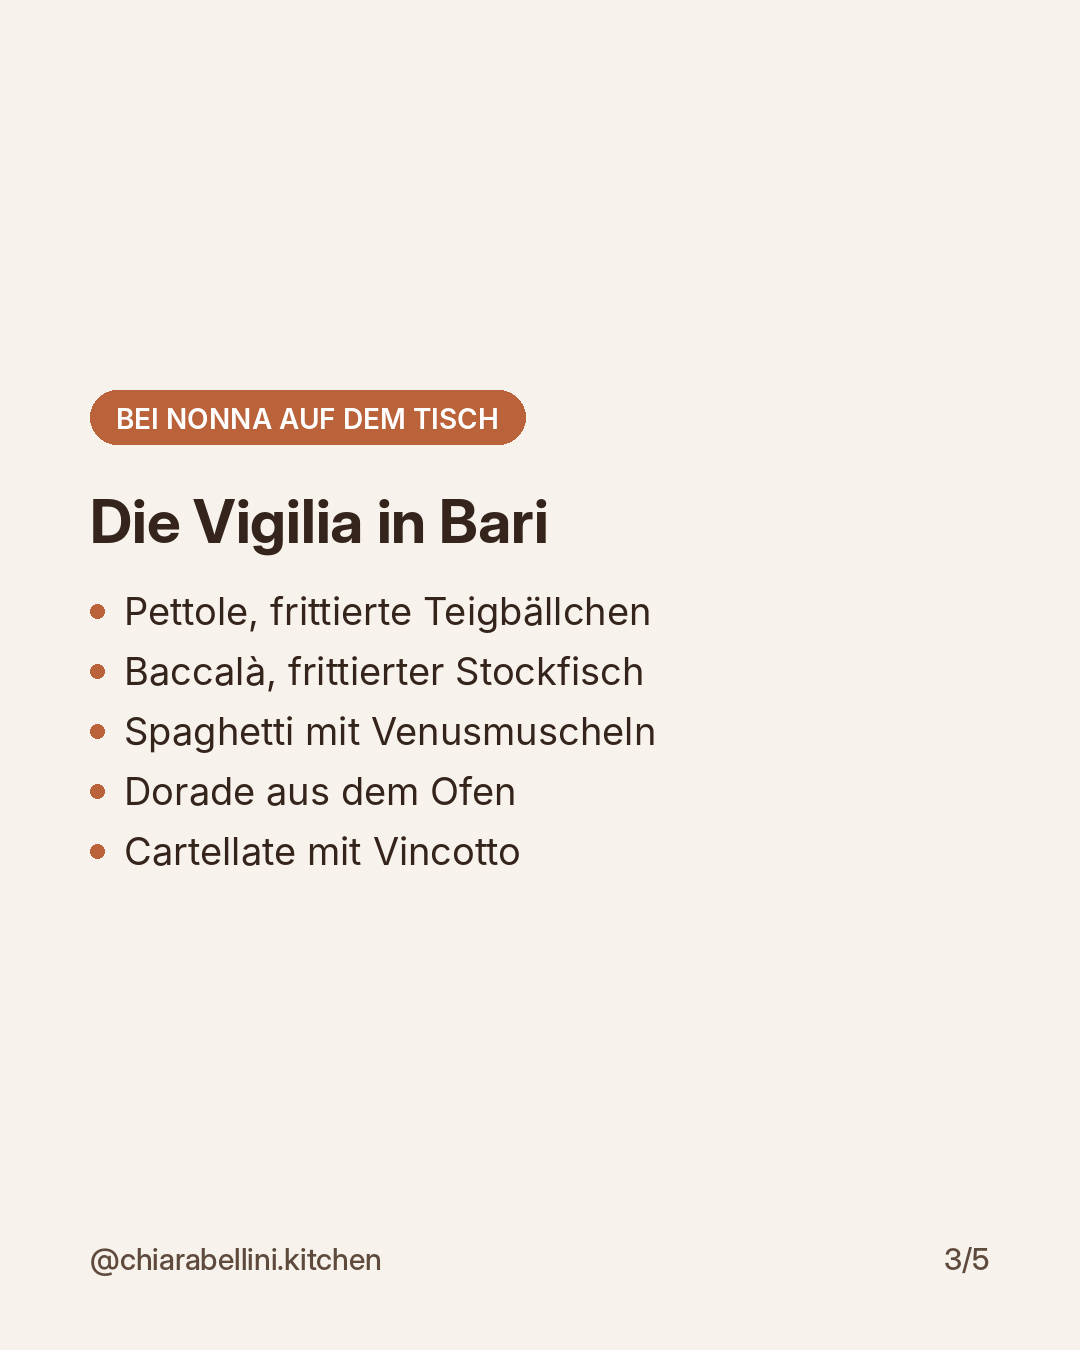 BEI NONNA AUF DEM TISCH
Die Vigilia in Bari
Pettole, frittierte Teigbällchen
Baccalà, frittierter Stockfisch
Spaghetti mit Venusmuscheln
Dorade aus dem Ofen
Cartellate mit Vincotto
@chiarabellini.kitchen
3/5